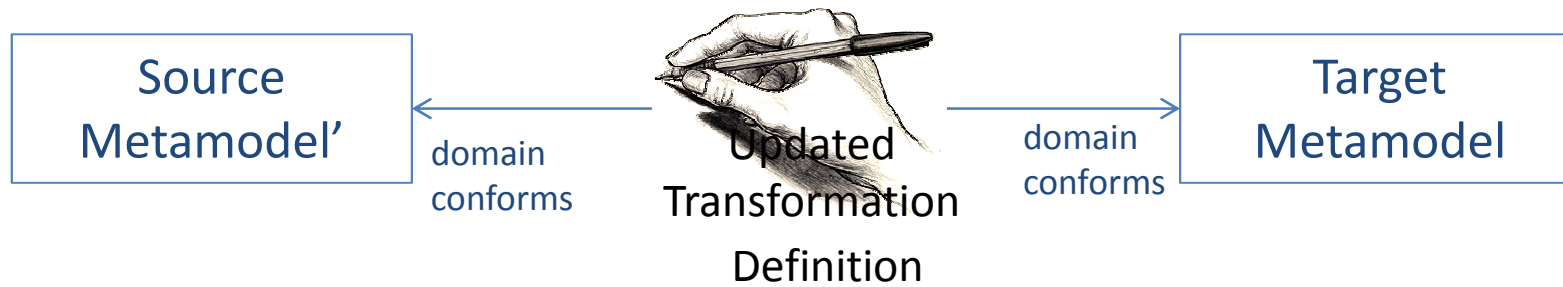 Source
Metamodel’
domain
conforms
Updated
Transformation
Definition
domain
conforms
Target
Metamodel